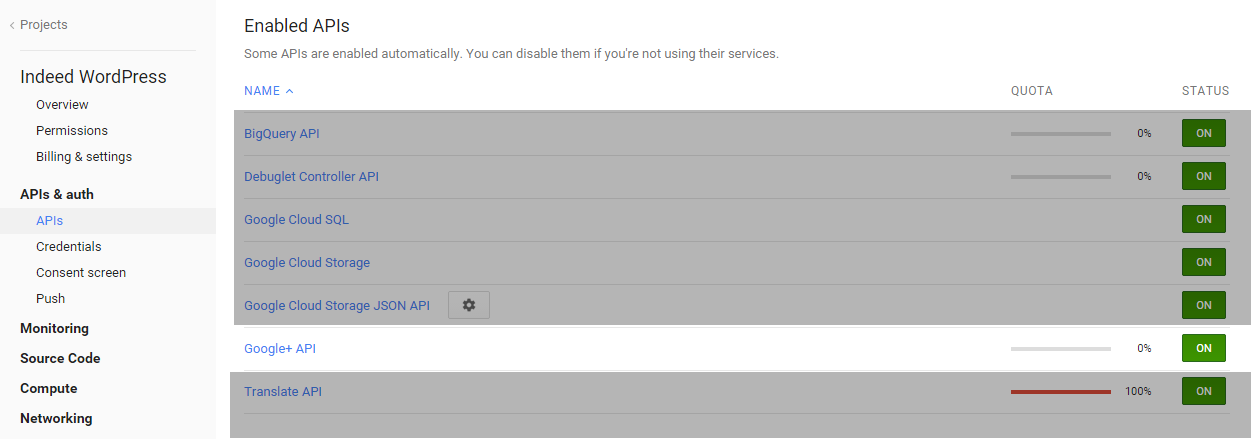 Projects
Indeed WordPress
Overview
Permissions
Billing & settings
APIs & auth
APIs
Credentials
Consent screen
Push
Monitoring
Source Code
Compute
Networking
Enabled APIs
Some APIs are enabled automatically. You can disable them if you're not using their services.
NAME QUOTA STATUS
BigQuery API 0% ON
Debuglet Controller API 0% ON
Google Cloud SQL ON
Google Cloud Storage ON
Google Cloud Storage JSON API ON
Google+ API 0% ON
Translate API 100% ON